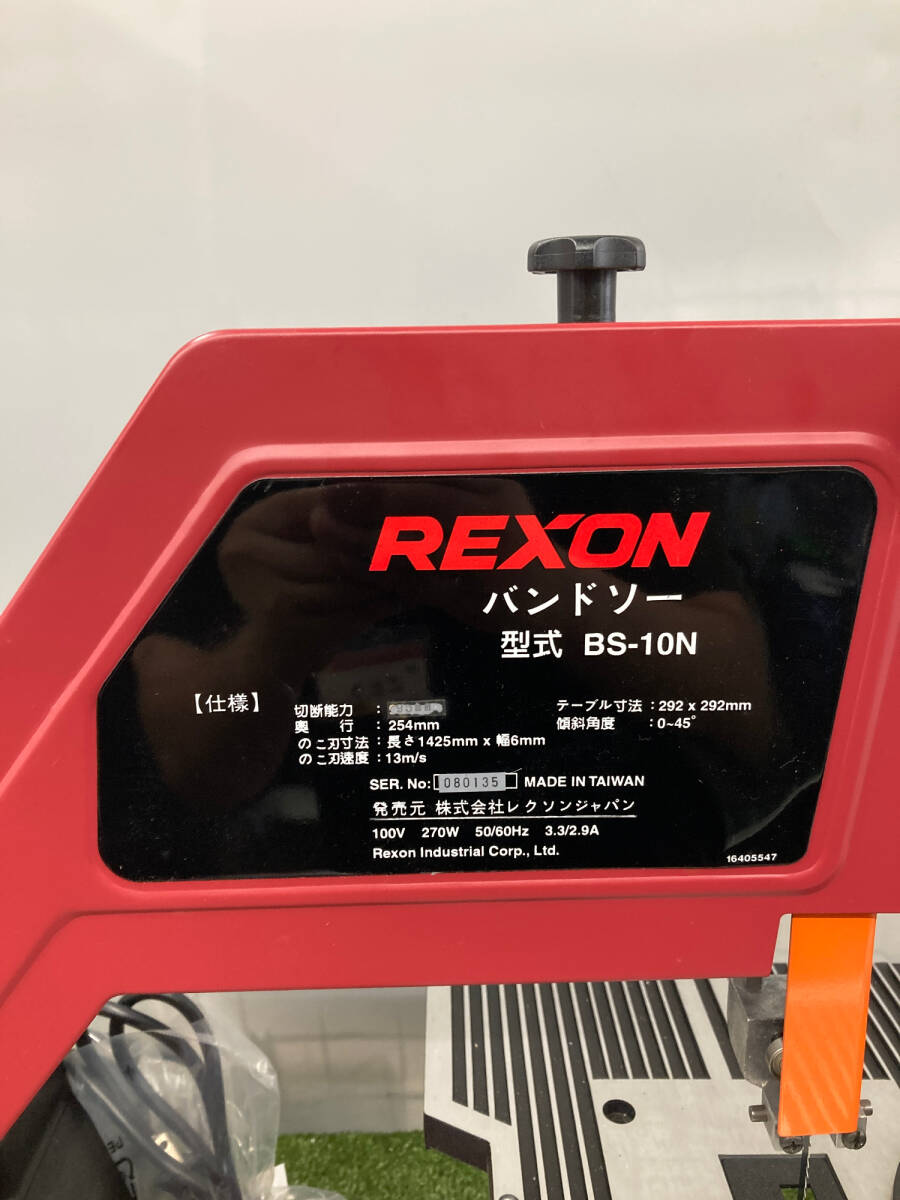 REXON
バンドソー
型式 BS-10N
【仕様】
切断能力 :
奥行 : 254mm
のこ刃寸法 : 長さ1425mm x 幅6mm
のこ刃速度 : 13m/s
テーブル寸法 : 292 x 292mm
傾斜角度 : 0~45°
SER. No: 080135 MADE IN TAIWAN
発売元 株式会社レクソンジャパン
100V 270W 50/60Hz 3.3/2.9A
Rexon Industrial Corp., Ltd.
16405547